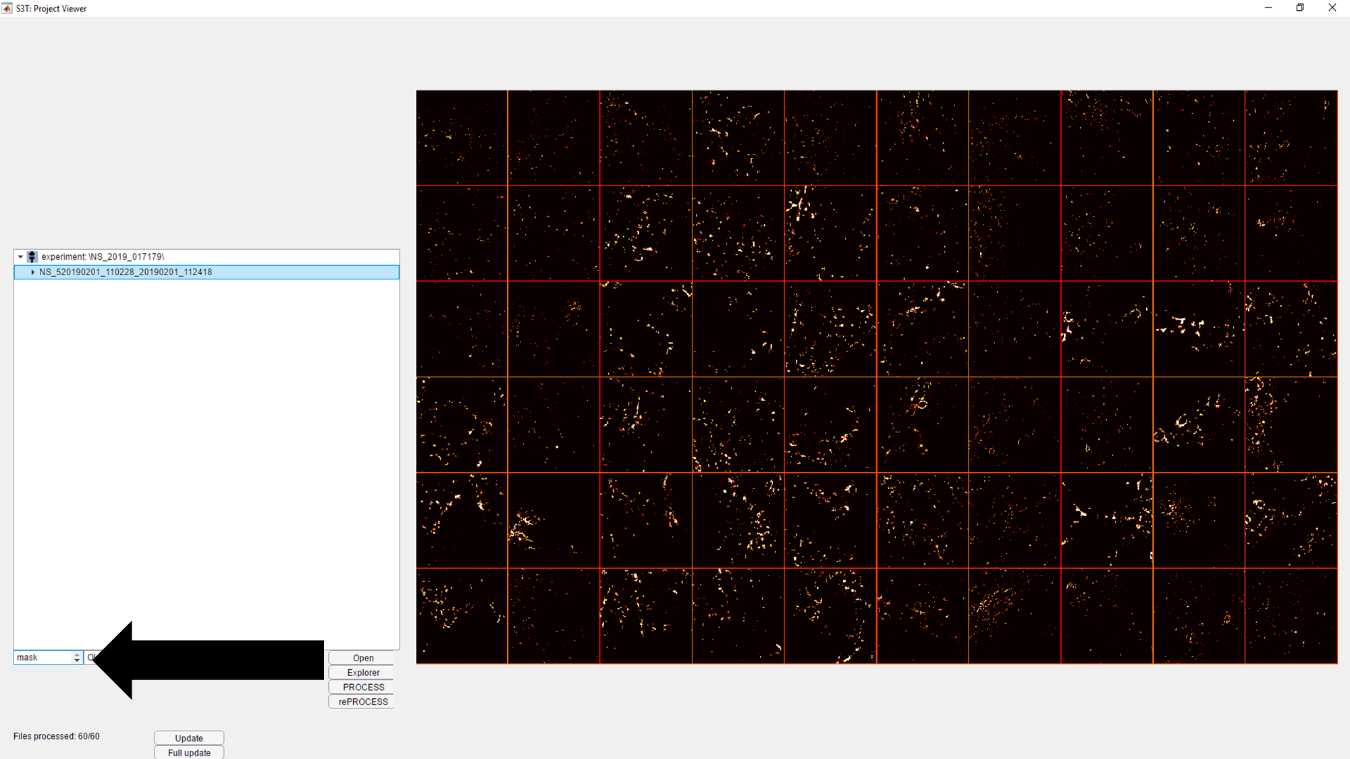 S3T: Project Viewer
experiment: \NS_2019_017179\
NS_520190201_110228_20190201_112418
mask
Open
Explorer
PROCESS
rePROCESS
Files processed: 60/60
Update
Full update